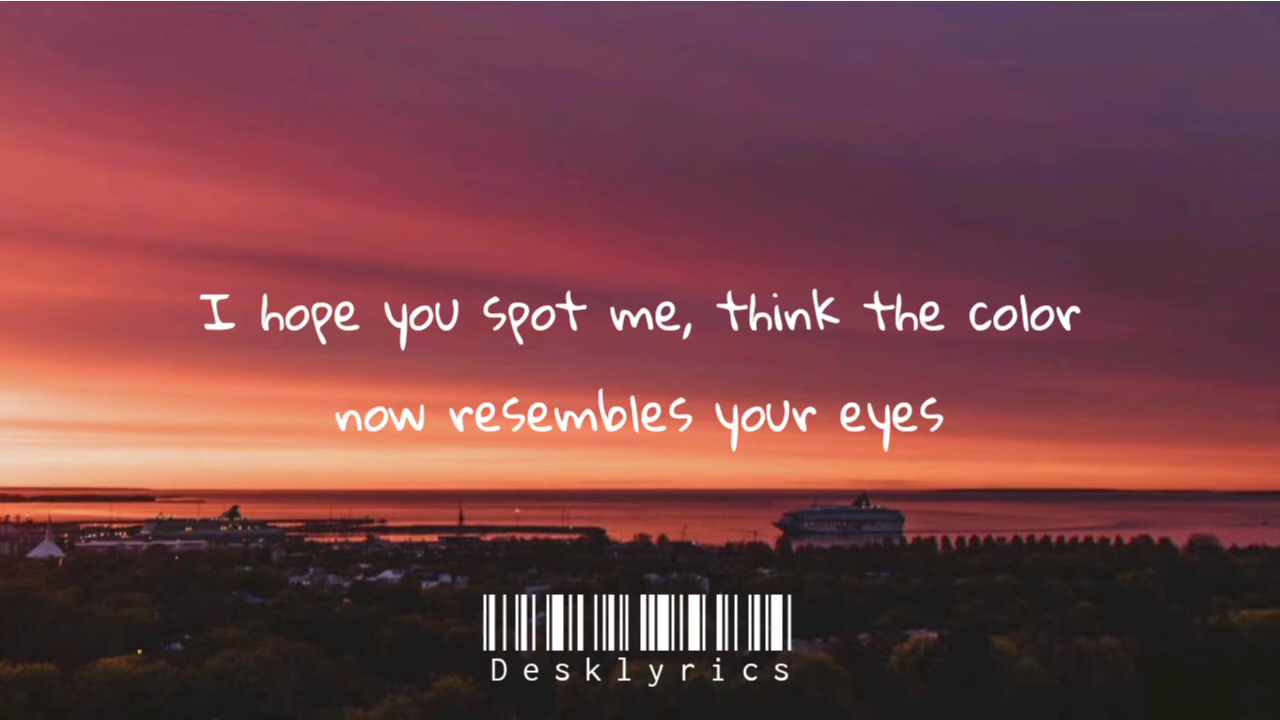 I hope you spot me, think the color
now resembles your eyes
Desklyrics